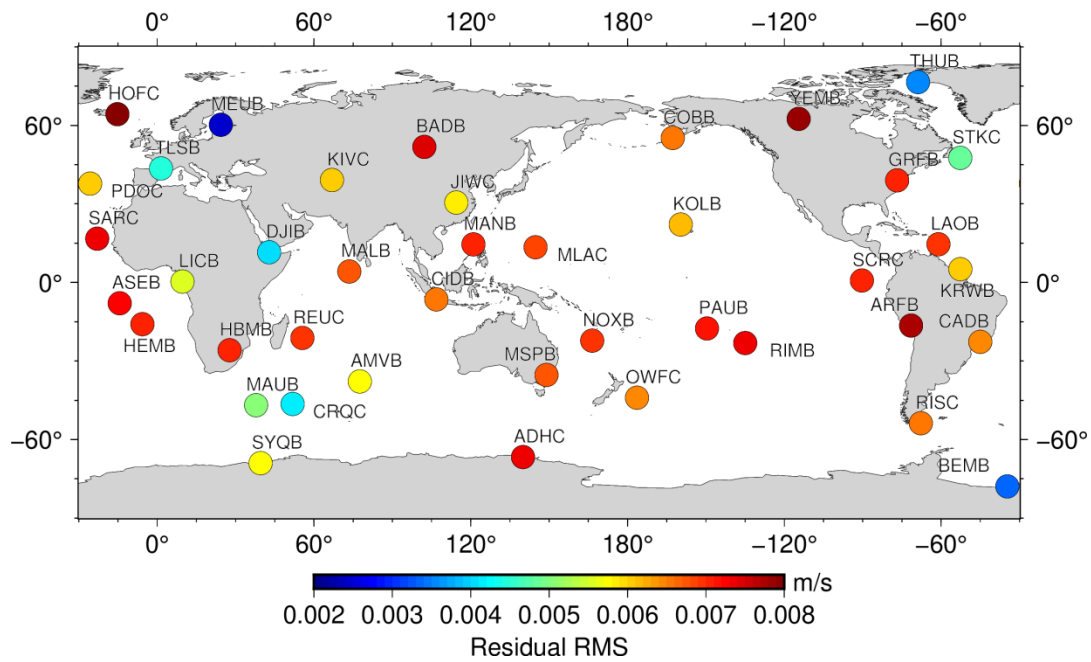 0° 60° 120° 180° −120° −60°
THUB
HOFC
MEUB
YEMB
COBB
60°
60°
BADB
STKC
TLSB
KIVC
GRFB
JIWC
PDOC
KOLB
SARC
MANB
LAOB
DJIB
MALB
MLAC
LICB
SCRC
CIDB
0°
0°
KRWB
ASEB
PAUB
ARFB
REUC
NOXB
CADB
HEMB
HBMB
RIMB
MSPB
AMVB
OWFC
MAUB
CRQC
RISC
−60°
−60°
SYQB
ADHC
BEMB
0° 60° 120° 180° −120° −60°
m/s
0.002 0.003 0.004 0.005 0.006 0.007 0.008
Residual RMS